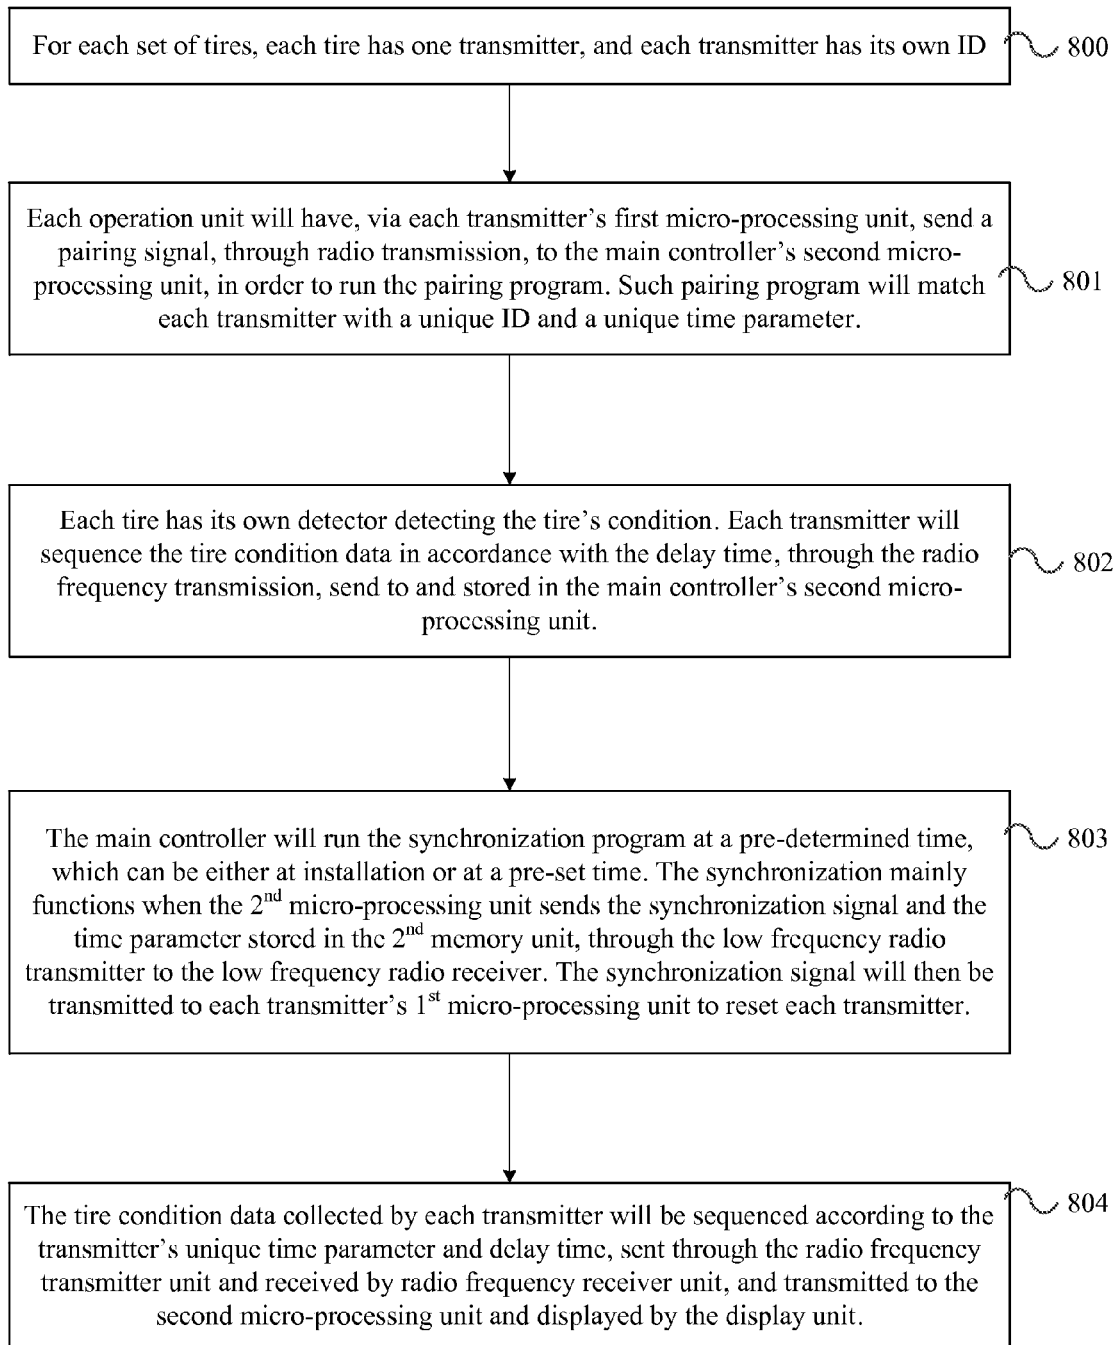 For each set of tires, each tire has one transmitter, and each transmitter has its own ID
800
Each operation unit will have, via each transmitter's first micro-processing unit, send a
pairing signal, through radio transmission, to the main controller's second micro-
processing unit, in order to run the pairing program. Such pairing program will match
each transmitter with a unique ID and a unique time parameter.
801
Each tire has its own detector detecting the tire's condition. Each transmitter will
sequence the tire condition data in accordance with the delay time, through the radio
frequency transmission, send to and stored in the main controller's second micro-
processing unit.
802
The main controller will run the synchronization program at a pre-determined time,
which can be either at installation or at a pre-set time. The synchronization mainly
functions when the 2nd micro-processing unit sends the synchronization signal and the
time parameter stored in the 2nd memory unit, through the low frequency radio
transmitter to the low frequency radio receiver. The synchronization signal will then be
transmitted to each transmitter's 1st micro-processing unit to reset each transmitter.
803
The tire condition data collected by each transmitter will be sequenced according to the
transmitter's unique time parameter and delay time, sent through the radio frequency
transmitter unit and received by radio frequency receiver unit, and transmitted to the
second micro-processing unit and displayed by the display unit.
804